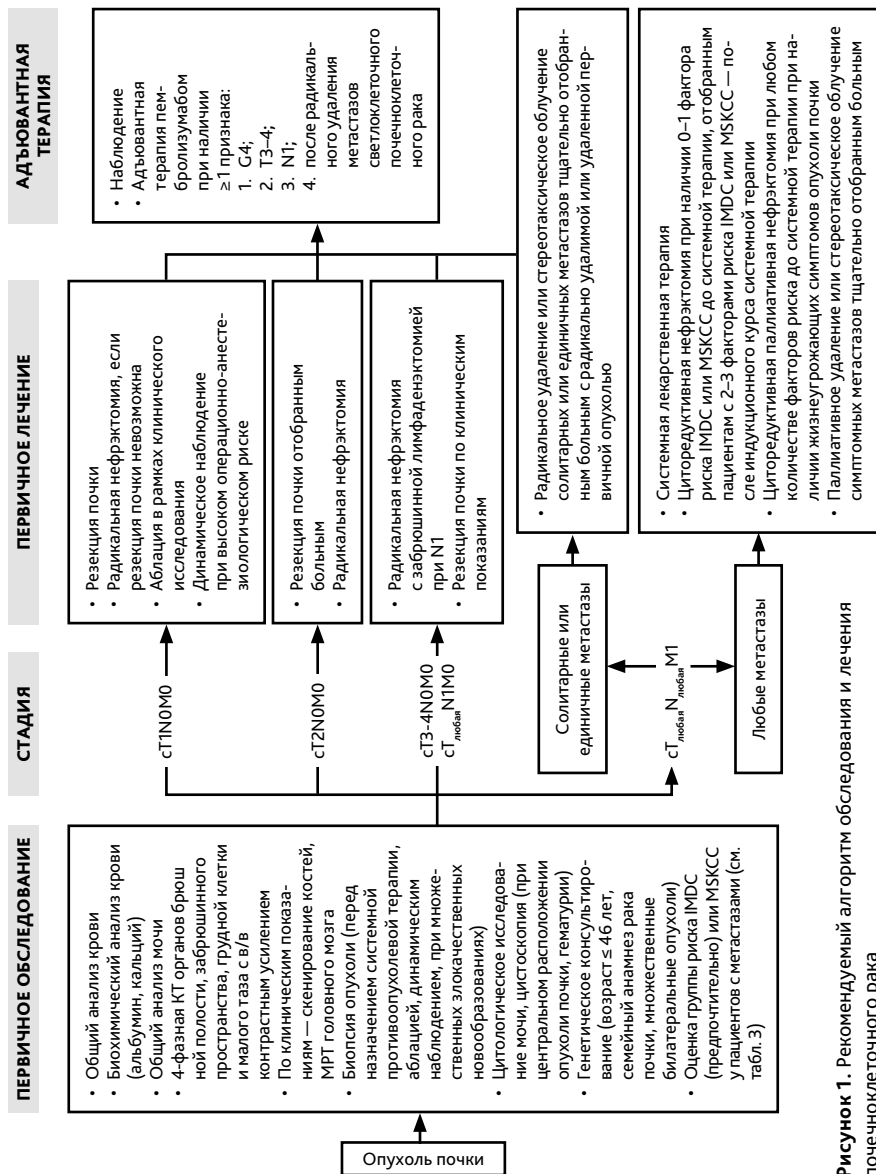 ПЕРВИЧНОЕ ОБСЛЕДОВАНИЕ
СТАДИЯ
ПЕРВИЧНОЕ ЛЕЧЕНИЕ
АДЪЮВАНТНАЯ
ТЕРАПИЯ
Опухоль почки
• Общий анализ крови
• Биохимический анализ крови
(альбумин, кальций)
• Общий анализ мочи
• 4-фазная КТ органов брюш
ной полости, забрюшинного
пространства, грудной клетки
и малого таза с в/в
контрастным усилением
• По клиническим показа-
ниям — скенирование костей,
МРТ головного мозга
• Биопсия опухоли (перед
назначением системной
противоопухолевой терапии,
аблацией, динамическим
наблюдением, при множе-
ственных злокачественных
новообразованиях)
• Цитологическое исследова-
ние мочи, цистоскопия (при
центральном расположении
опухоли почки, гематурии)
• Генетическое консультиро-
вание (возраст ≤ 46 лет,
семейный анамнез рака
почки, множественные
билатеральные опухоли)
• Оценка группы риска IMDC
(предпочтительно) или MSKCC
у пациентов с метастазами (см.
табл. 3)
cT1N0M0
cT2N0M0
cT3-4N0M0
cTлюбаяN1M0
cTлюбаяNлюбаяM1
Солитарные или
единичные метастазы
Любые метастазы
• Резекция почки
• Радикальная нефрэктомия, если
резекция почки невозможна
• Аблация в рамках клинического
исследования
• Динамическое наблюдение
при высоком операционно-анесте-
зиологическом риске
• Резекция почки отобранным
больным
• Радикальная нефрэктомия
• Радикальная нефрэктомия
с забрюшинной лимфаденэктомией
при N1
• Резекция почки по клиническим
показаниям
• Радикальное удаление или стереотаксическое облучение
солитарных или единичных метастазов тщательно отобран-
ным больным с радикально удалимой или удаленной пер-
вичной опухолью
• Системная лекарственная терапия
• Циторедуктивная нефрэктомия при наличии 0–1 фактора
риска IMDC или MSKCC до системной терапии, отобранным
пациентам с 2–3 факторами риска IMDC или MSKCC — по-
сле индукционного курса системной терапии
• Циторедуктивная паллиативная нефрэктомия при любом
количестве факторов риска до системной терапии при на-
личии жизнеугрожающих симптомов опухоли почки
• Паллиативное удаление или стереотаксическое облучение
симптомных метастазов тщательно отобранным больным
• Наблюдение
• Адъювантная
терапия пем-
бролизумабом
при наличии
≥ 1 признака:
1. G4;
2. T3–4;
3. N1;
4. после радикаль-
ного удаления
метастазов
светлоклеточного
почечноклеточ-
ного рака
Рисунок 1. Рекомендуемый алгоритм обследования и лечения
почечноклеточного рака